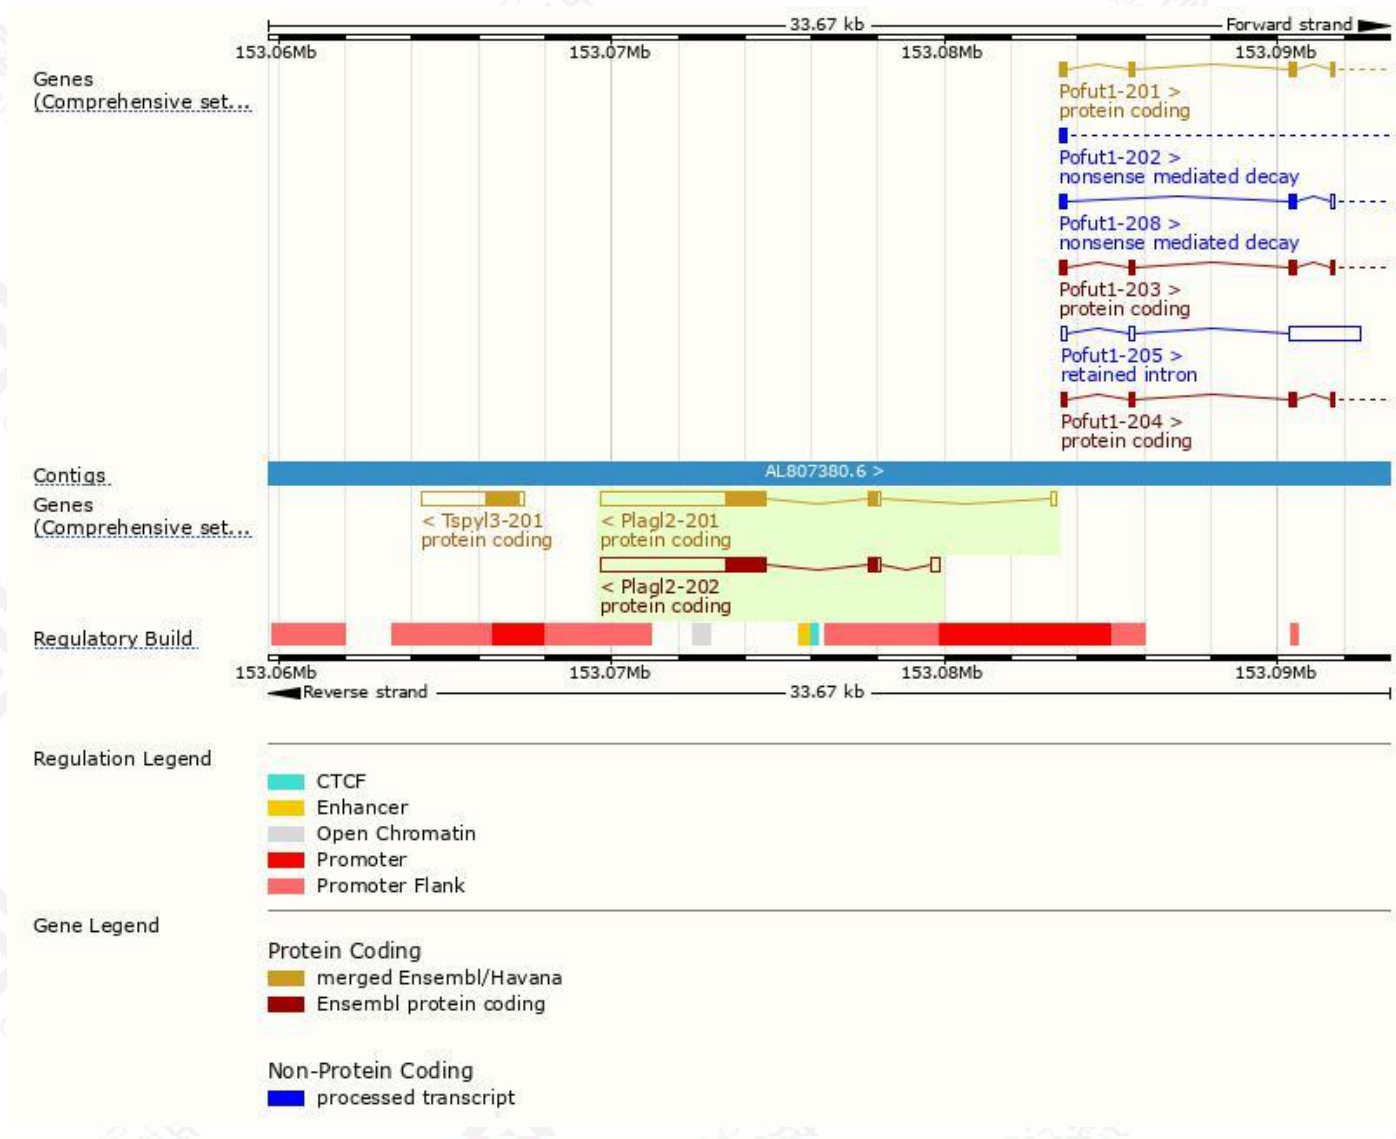 33.67 kb
Forward strand
153.06Mb 153.07Mb 153.08Mb 153.09Mb
Genes
(Comprehensive set...
Pofut1-201 >
protein coding
Pofut1-202 >
nonsense mediated decay
Pofut1-208 >
nonsense mediated decay
Pofut1-203 >
protein coding
Pofut1-205 >
retained intron
Pofut1-204 >
protein coding
Contigs
AL807380.6 >
Genes
(Comprehensive set...
< Tspyl3-201
protein coding
< Plagl2-201
protein coding
< Plagl2-202
protein coding
Regulatory Build
153.06Mb 153.07Mb 153.08Mb 153.09Mb
Reverse strand
33.67 kb
Regulation Legend
CTCF
Enhancer
Open Chromatin
Promoter
Promoter Flank
Gene Legend
Protein Coding
merged Ensembl/Havana
Ensembl protein coding
Non-Protein Coding
processed transcript